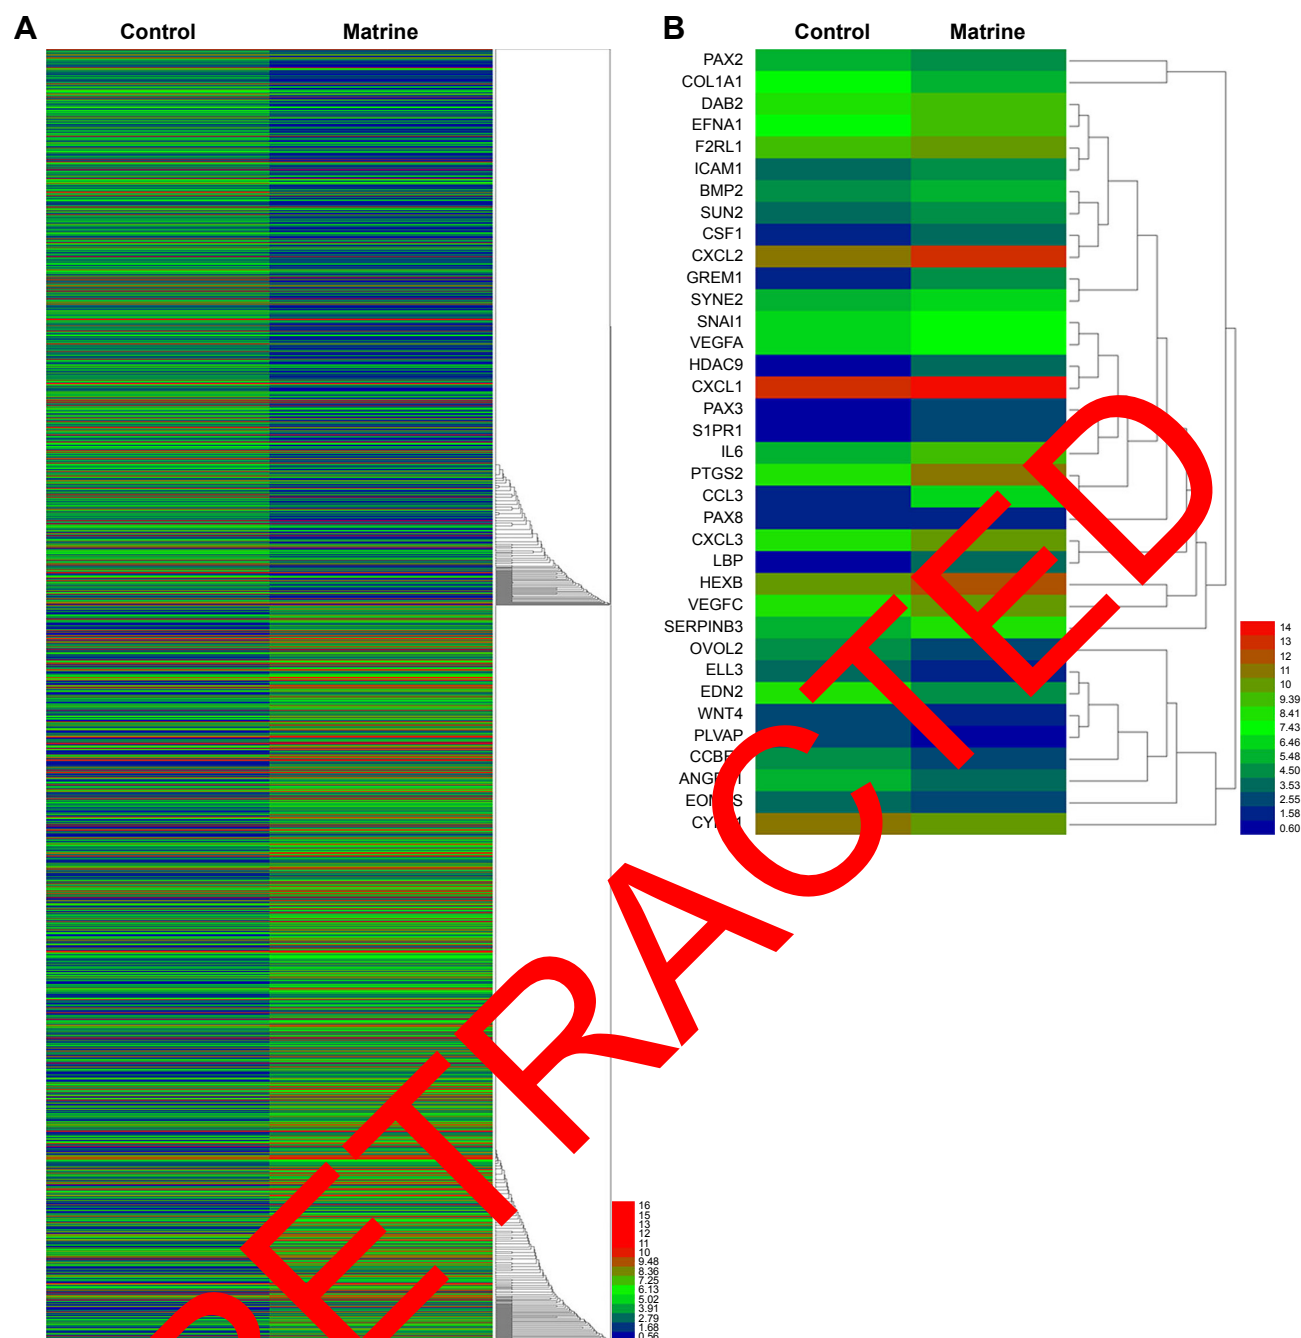 A
Control
Matrine
B
Control
Matrine
PAX2
COL1A1
DAB2
EFNA1
F2RL1
ICAM1
BMP2
SUN2
CSF1
CXCL2
GREM1
SYNE2
SNAI1
VEGFA
HDAC9
CXCL1
PAX3
S1PR1
IL6
PTGS2
CCL3
PAX8
CXCL3
LBP
HEXB
VEGFC
SERPINB3
OVOL2
ELL3
EDN2
WNT4
PLVAP
14
13
12
11
10
9.39
8.41
7.43
6.46
5.48
4.50
3.53
2.55
1.58
0.60
16
15
13
12
11
10
9.48
8.36
7.25
6.13
5.02
3.91
2.79
1.68
0.56
RETRACTED